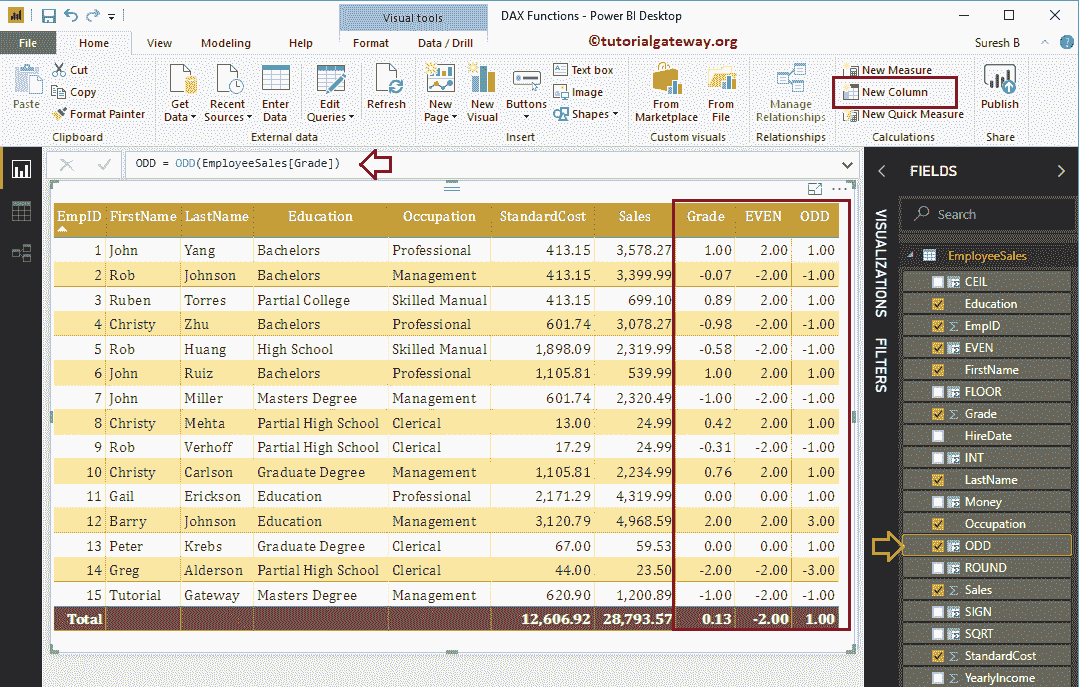 Visual tools
DAX Functions - Power BI Desktop
File Home View Modeling Help Format Data / Drill
©tutorialgateway.org
Suresh B
Paste
Cut
Copy
Format Painter
Clipboard
Get Data
Recent Sources
Enter Data
Edit Queries
External data
Refresh
New Page
New Visual
Buttons
Text box
Image
Shapes
Insert
From Marketplace
From File
Custom visuals
Manage Relationships
Relationships
New Measure
New Column
New Quick Measure
Calculations
Publish
Share
ODD = ODD(EmployeeSales[Grade])
EmpID FirstName LastName Education Occupation StandardCost Sales Grade EVEN ODD
1 John Yang Bachelors Professional 413.15 3,578.27 1.00 2.00 1.00
2 Rob Johnson Bachelors Management 413.15 3,399.99 -0.07 -2.00 -1.00
3 Ruben Torres Partial College Skilled Manual 413.15 699.10 0.89 2.00 1.00
4 Christy Zhu Bachelors Professional 601.74 3,078.27 -0.98 -2.00 -1.00
5 Rob Huang High School Skilled Manual 1,898.09 2,319.99 -0.58 -2.00 -1.00
6 John Ruiz Bachelors Professional 1,105.81 539.99 1.00 2.00 1.00
7 John Miller Masters Degree Management 601.74 2,320.49 -1.00 -2.00 -1.00
8 Christy Mehta Partial High School Clerical 13.00 24.99 0.42 2.00 1.00
9 Rob Verhoff Partial High School Clerical 17.29 24.99 -0.31 -2.00 -1.00
10 Christy Carlson Graduate Degree Management 1,105.81 2,234.99 0.76 2.00 1.00
11 Gail Erickson Education Professional 2,171.29 4,319.99 0.00 0.00 1.00
12 Barry Johnson Education Management 3,120.79 4,968.59 2.00 2.00 3.00
13 Peter Krebs Graduate Degree Clerical 67.00 59.53 0.00 0.00 1.00
14 Greg Alderson Partial High School Clerical 44.00 23.50 -2.00 -2.00 -3.00
15 Tutorial Gateway Masters Degree Management 620.90 1,200.89 -1.00 -2.00 -1.00
Total 12,606.92 28,793.57 0.13 -2.00 1.00
VISUALIZATIONS
FILTERS
FIELDS
Search
EmployeeSales
CEIL
Education
EmpID
EVEN
FirstName
FLOOR
Grade
HireDate
INT
LastName
Money
Occupation
ODD
ROUND
Sales
SIGN
SQRT
StandardCost
YearlyIncome